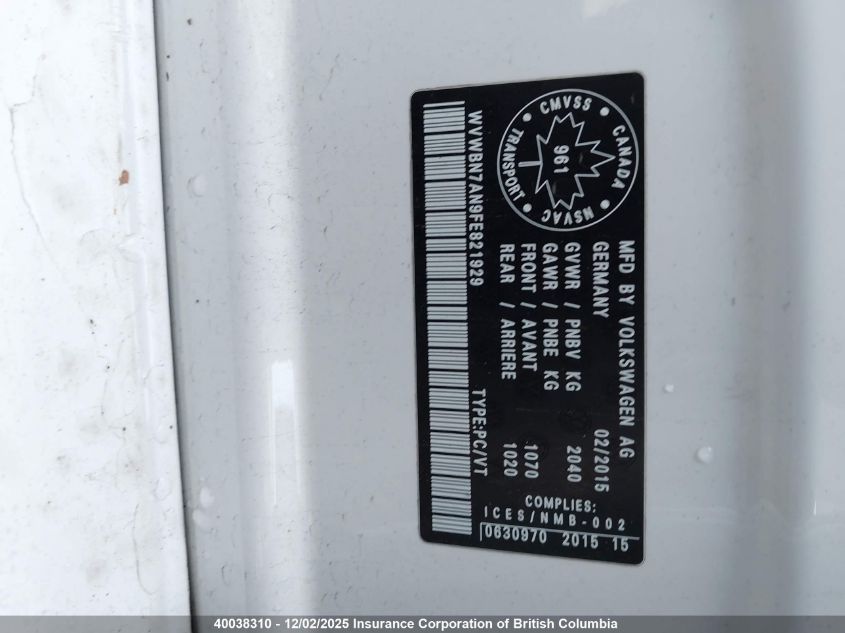 MFD BY VOLKSWAGEN AG
GERMANY 02/2015
GVWR / PNBV KG 2040
GAWR / PNBE KG
FRONT / AVANT 1070
REAR / ARRIERE 1020
CANADA • CMVSS • TRANSPORT • NSVAC •
961
COMPLIES:
ICES/NMB-002
0630970 2015 15
WVWBN7AN9FE821929 TYPE:PC/VT
40038310 - 12/02/2025 Insurance Corporation of British Columbia